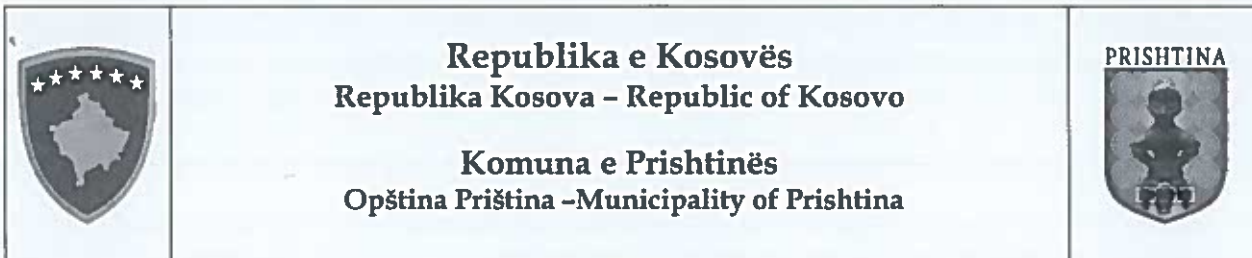 Republika e Kosovës
Republika Kosova – Republic of Kosovo
Komuna e Prishtinës
Opština Priština –Municipality of Prishtina
PRISHTINA